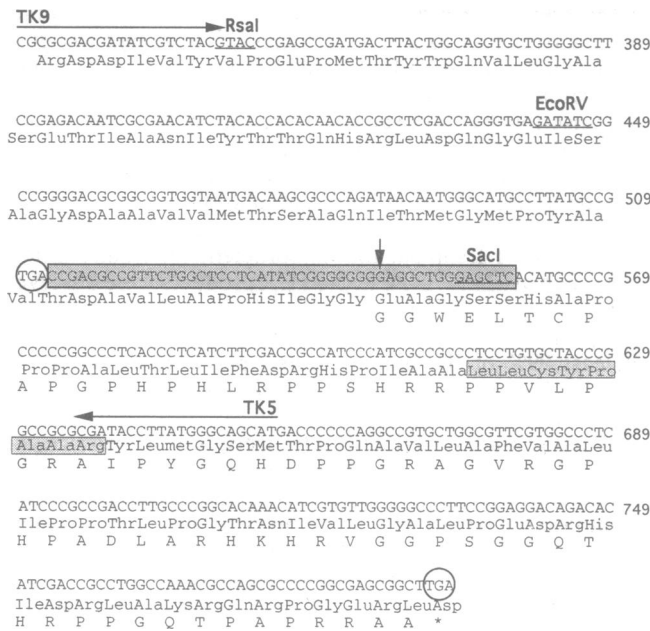 TK9
RsaI
CGCGCGACGATATCGTCTACGTACCCGAGCCGATGACTTACTGGCAGGTGCTGGGGGCTT 389
ArgAspAspIleValTyrValProGluProMetThrTyrTrpGlnValLeuGlyAla
EcoRV
CCGAGACAATCGCGAACATCTACACCACACAACACCGCCTCGACCAGGGTGAGATATCGG 449
SerGluThrIleAlaAsnIleTyrThrThrGlnHisArgLeuAspGlnGlyGluIleSer
CCGGGGACGCGGCGGTGGTAATGACAAGCGCCCAGATAACAATGGGCATGCCTTATGCCG 509
AlaGlyAspAlaAlaValValMetThrSerAlaGlnIleThrMetGlyMetProTyrAla
SacI
TGACCGACGCCGTTCTGGCTCCTCATATCGGGGGGGGAGGCTGGGAGCTCACATGCCCCG 569
ValThrAspAlaValLeuAlaProHisIleGlyGly GluAlaGlySerSerHisAlaPro
G G W E L T C P
CCCCCGGCCCTCACCCTCATCTTCGACCGCCATCCCATCGCCGCCCTCCTGTGCTACCCG 629
ProProAlaLeuThrLeuIlePheAspArgHisProIleAlaAlaLeuLeuCysTyrPro
A P G P H P H L R P P S H R R P P V L P
TK5
GCCGCGCGATACCTTATGGGCAGCATGACCCCCCAGGCCGTGCTGGCGTTCGTGGCCCTC 689
AlaAlaArgTyrLeumetGlySerMetThrProGlnAlaValLeuAlaPheValAlaLeu
G R A I P Y G Q H D P P G R A G V R G P
ATCCCGCCGACCTTGCCCGGCACAAACATCGTGTTGGGGGCCCTTCCGGAGGACAGACAC 749
IleProProThrLeuProGlyThrAsnIleValLeuGlyAlaLeuProGluAspArgHis
H P A D L A R H K H R V G G P S G G Q T
ATCGACCGCCTGGCCAAACGCCAGCGCCCCGGCGAGCGGCTTGA
IleAspArgLeuAlaLysArgGlnArgProGlyGluArgLeuAsp
H R P P G Q T P A P R R A A *